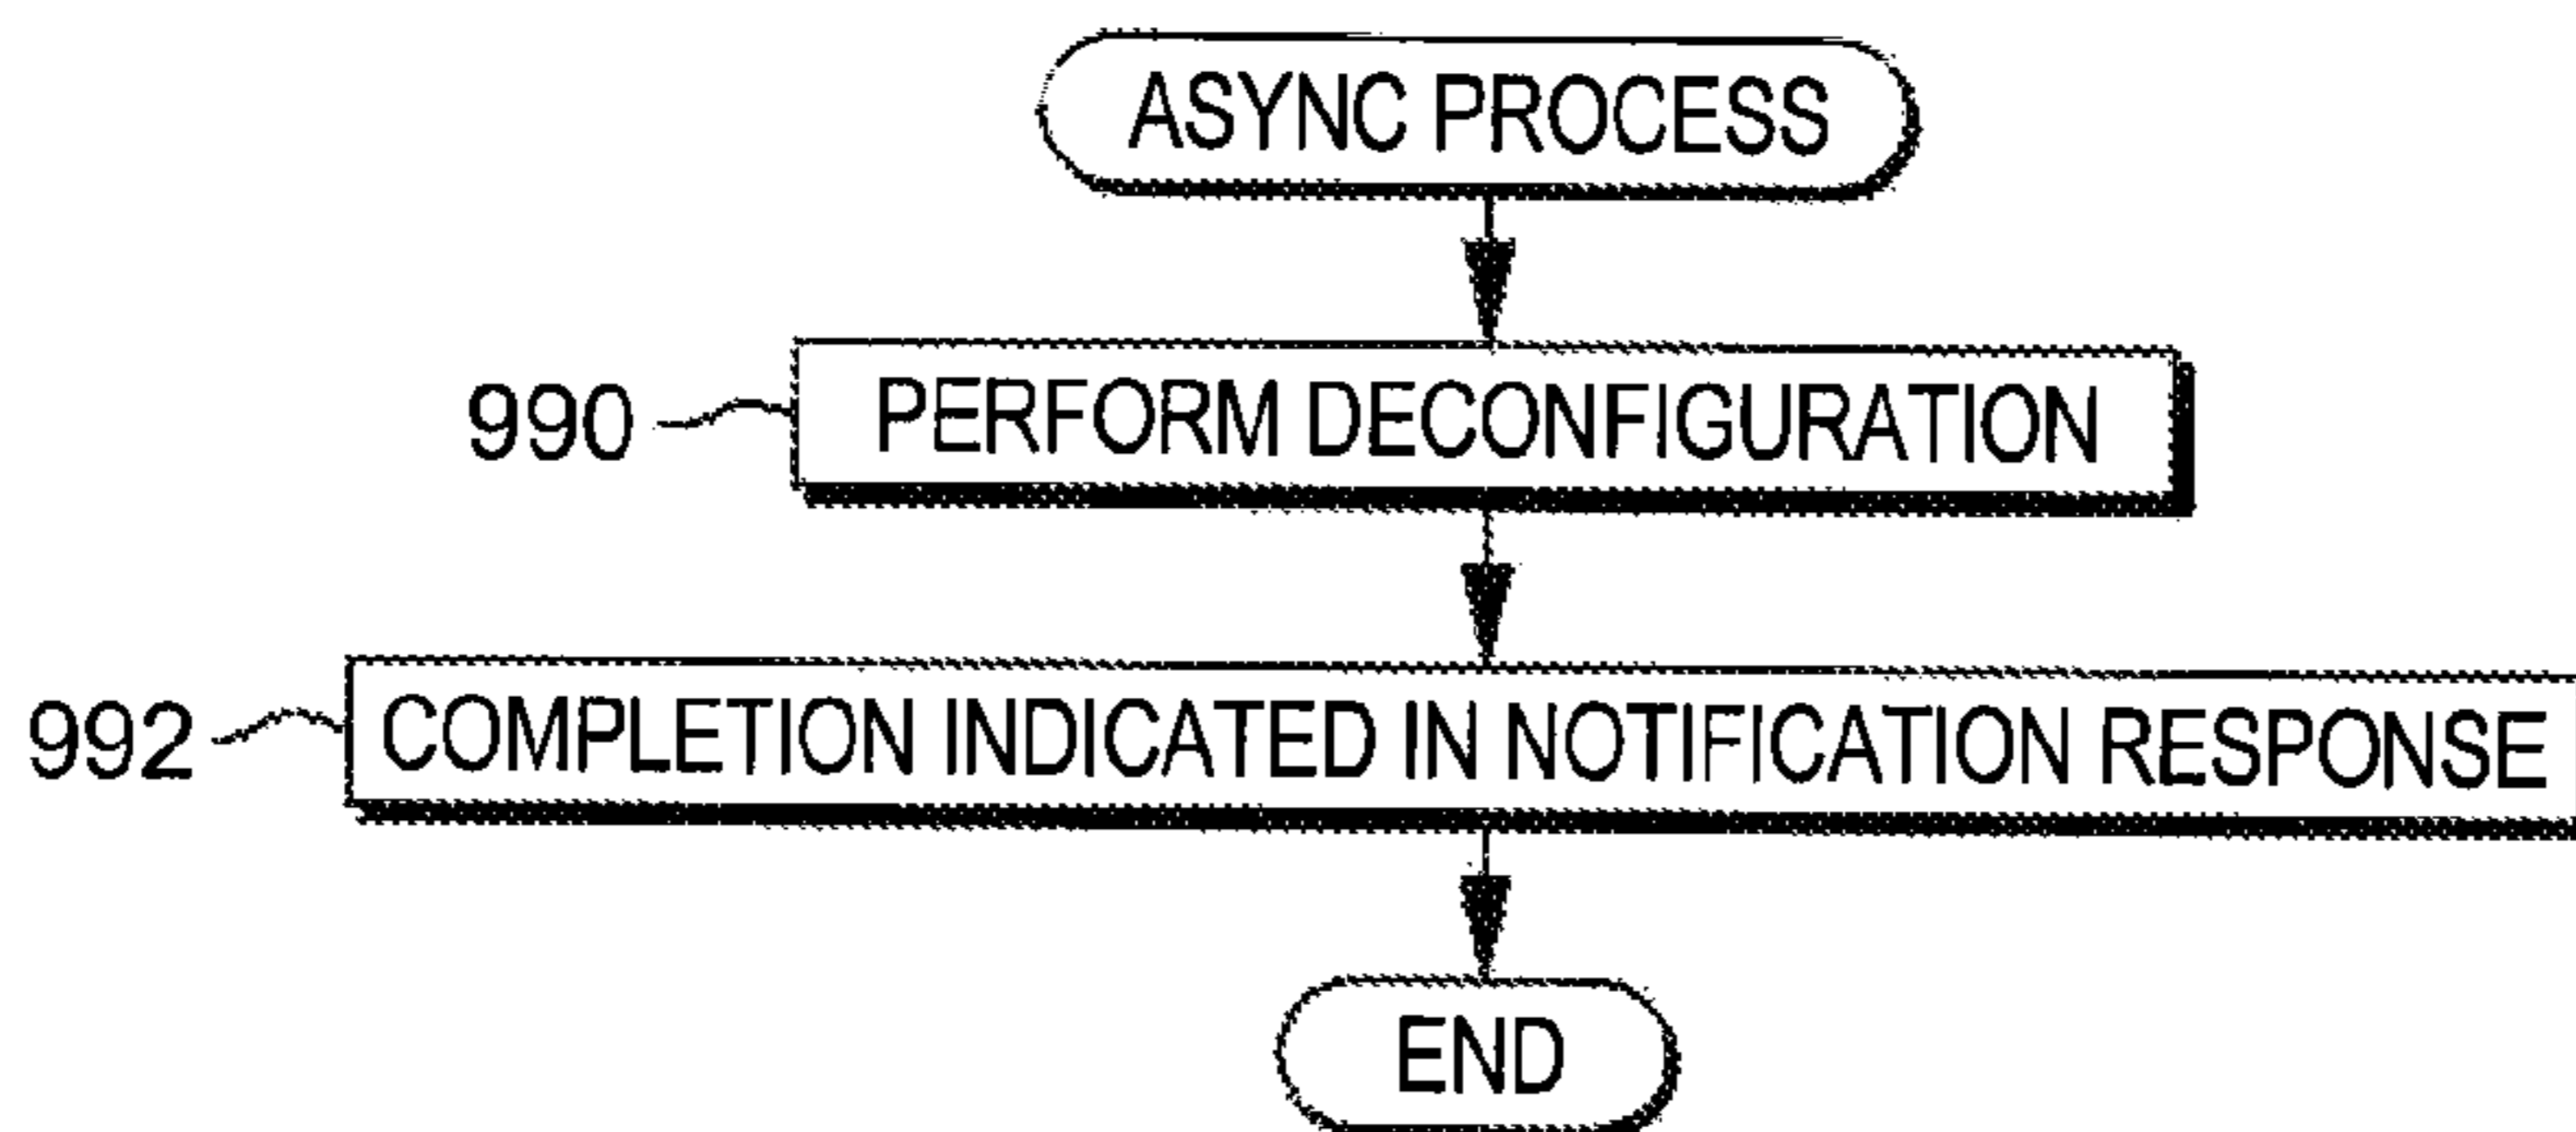 ASYNC PROCESS
990 PERFORM DECONFIGURATION
992 COMPLETION INDICATED IN NOTIFICATION RESPONSE
END